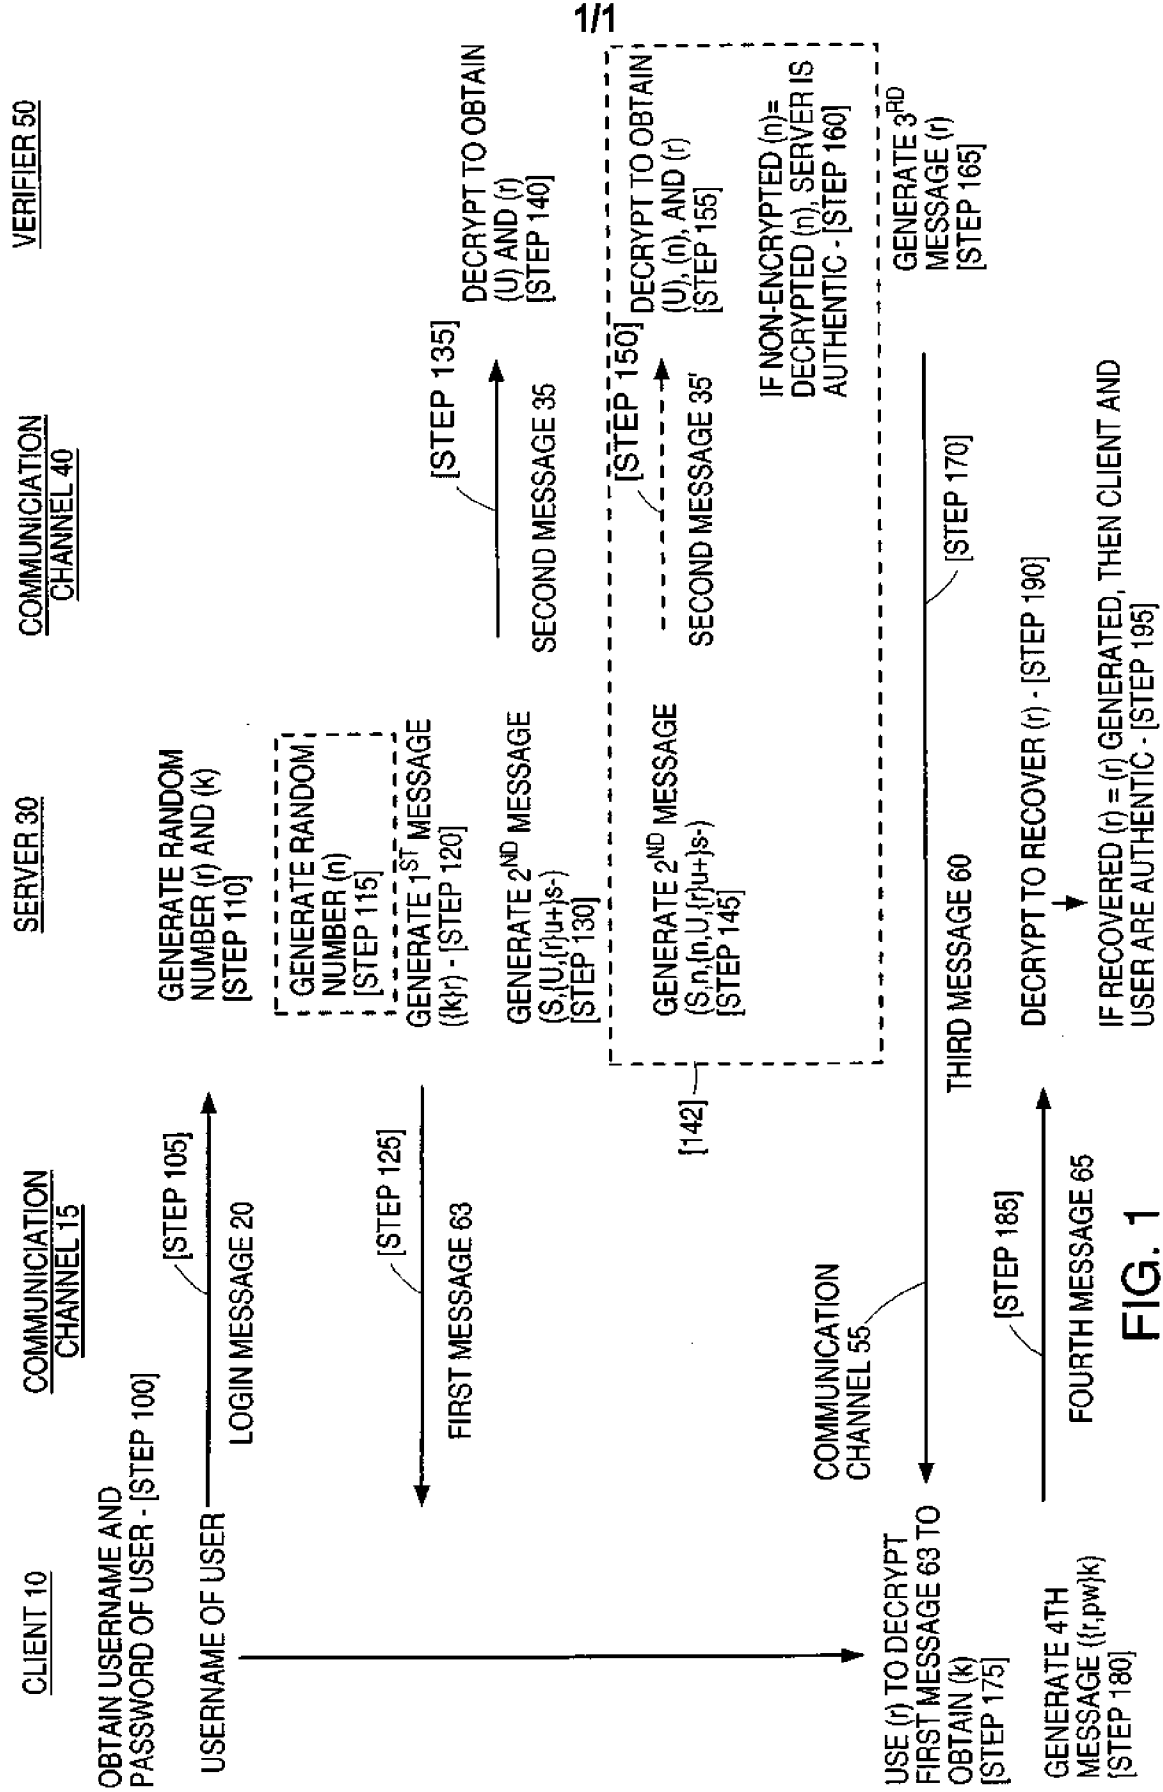 1/1
CLIENT 10
COMMUNICIATION
CHANNEL 15
SERVER 30
COMMUNICIATION
CHANNEL 40
VERIFIER 50
OBTAIN USERNAME AND
PASSWORD OF USER - [STEP 100]
USERNAME OF USER
[STEP 105]
LOGIN MESSAGE 20
GENERATE RANDOM
NUMBER (r) AND (k)
[STEP 110]
GENERATE RANDOM
NUMBER (n)
[STEP 115]
GENERATE 1ST MESSAGE
({k}r) - [STEP 120]
[STEP 125]
FIRST MESSAGE 63
GENERATE 2ND MESSAGE
(S,{U,{r}u+}s-)
[STEP 130]
[STEP 135]
SECOND MESSAGE 35
DECRYPT TO OBTAIN
(U) AND (r)
[STEP 140]
[142]
GENERATE 2ND MESSAGE
(S,n,{n,U,{r}u+}s-)
[STEP 145]
[STEP 150]
SECOND MESSAGE 35'
DECRYPT TO OBTAIN
(U), (n), AND (r)
[STEP 155]
IF NON-ENCRYPTED (n)=
DECRYPTED (n), SERVER IS
AUTHENTIC - [STEP 160]
GENERATE 3RD
MESSAGE (r)
[STEP 165]
[STEP 170]
THIRD MESSAGE 60
COMMUNICATION
CHANNEL 55
USE (r) TO DECRYPT
FIRST MESSAGE 63 TO
OBTAIN (k)
[STEP 175]
GENERATE 4TH
MESSAGE ({r,pw}k)
[STEP 180]
[STEP 185]
FOURTH MESSAGE 65
DECRYPT TO RECOVER (r) - [STEP 190]
IF RECOVERED (r) = (r) GENERATED, THEN CLIENT AND
USER ARE AUTHENTIC - [STEP 195]
FIG. 1